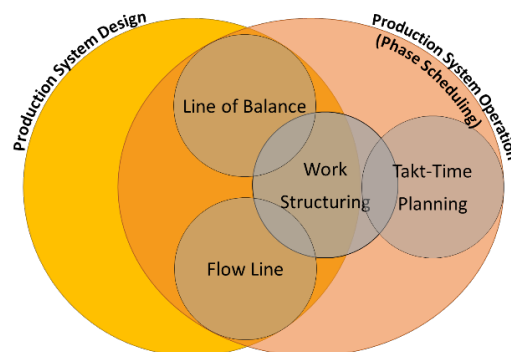 Production System Design
Production System Operation
(Phase Scheduling)
Line of Balance
Work
Structuring
Takt-Time
Planning
Flow Line